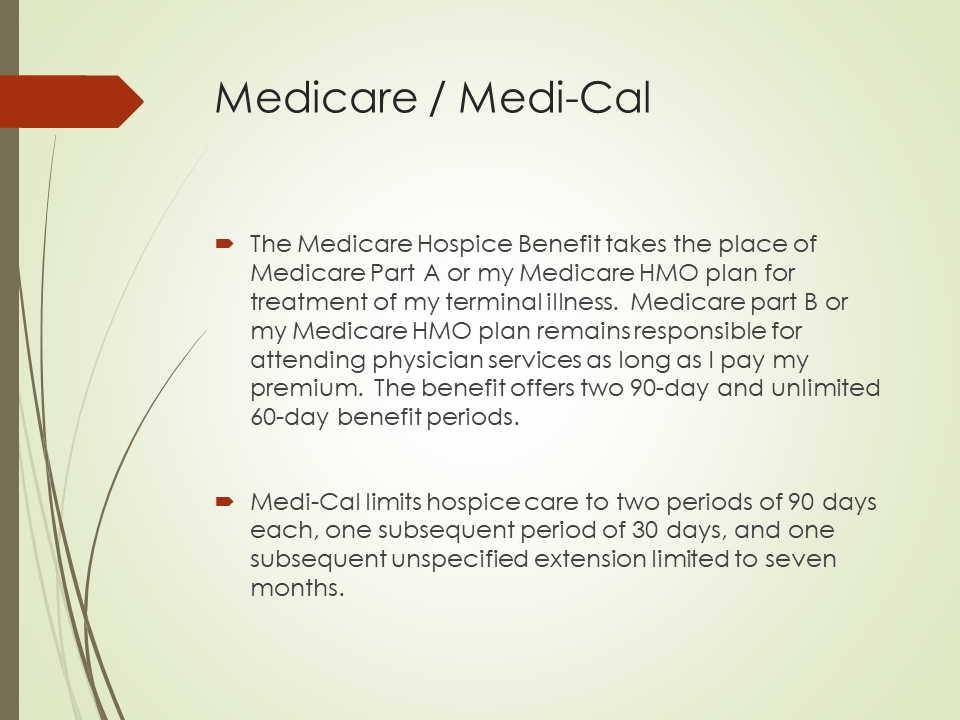 Medicare / Medi-Cal
The Medicare Hospice Benefit takes the place of
Medicare Part A or my Medicare HMO plan for
treatment of my terminal illness.  Medicare part B or
my Medicare HMO plan remains responsible for
attending physician services as long as I pay my
premium.  The benefit offers two 90-day and unlimited
60-day benefit periods.
Medi-Cal limits hospice care to two periods of 90 days
each, one subsequent period of 30 days, and one
subsequent unspecified extension limited to seven
months.